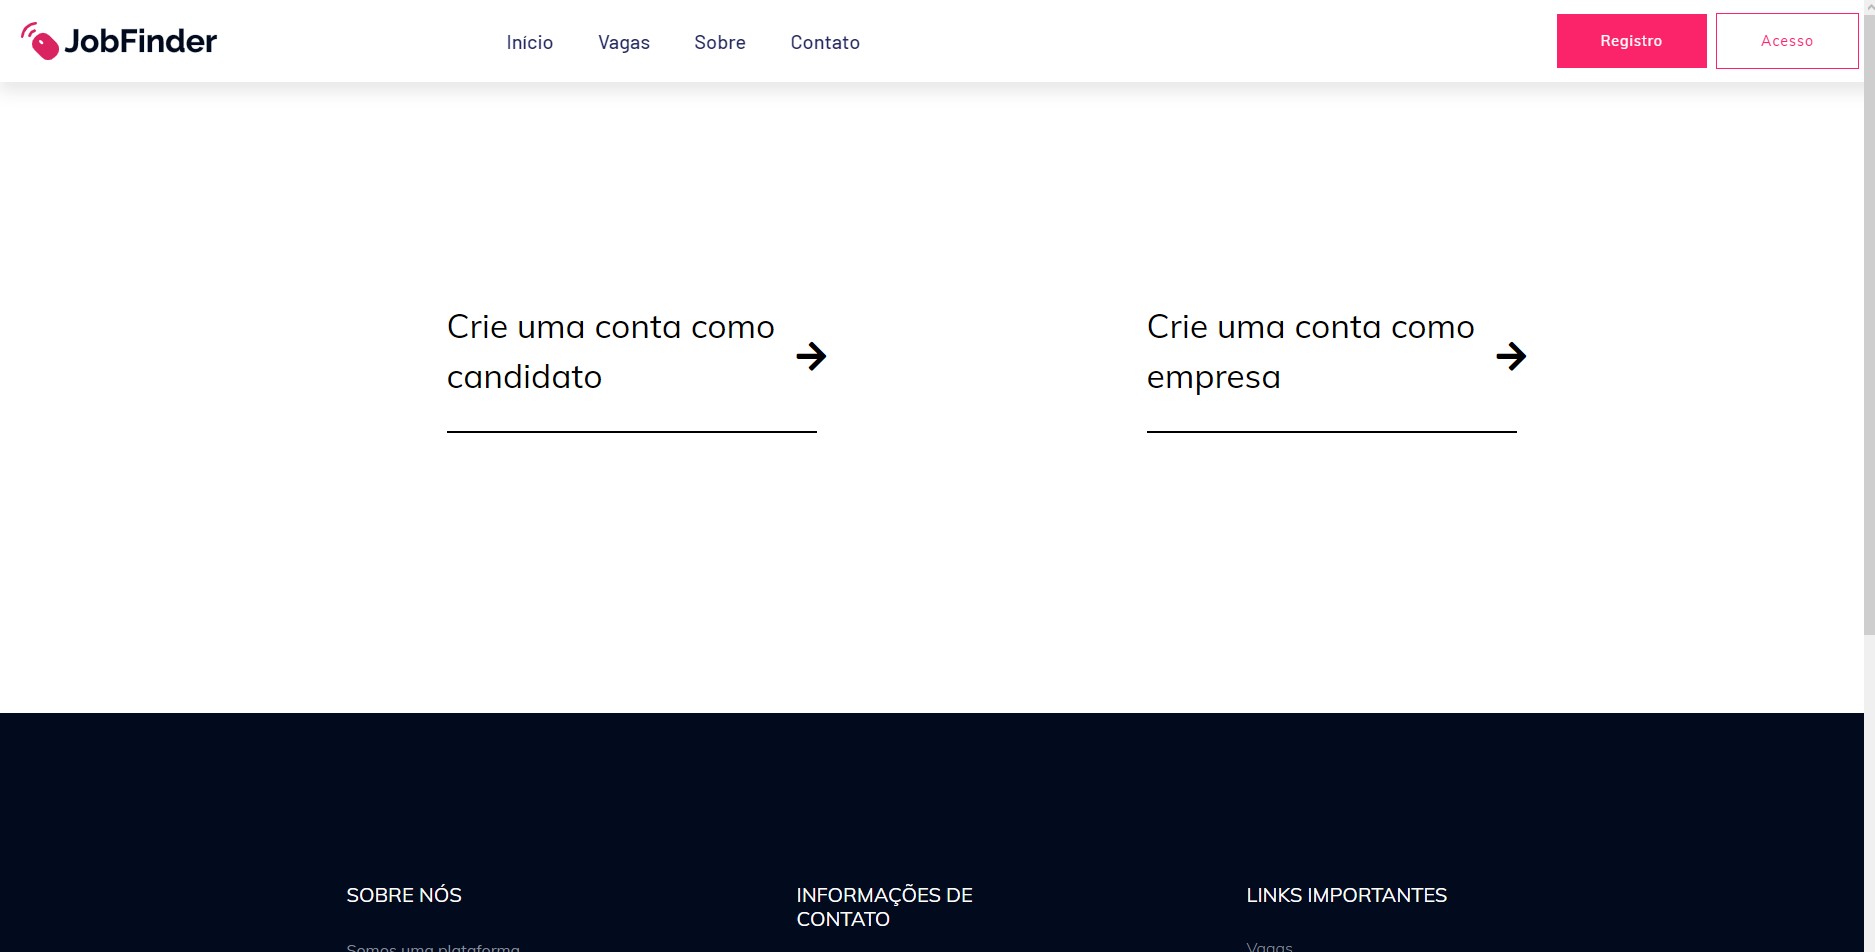 JobFinder
Início Vagas Sobre Contato
Registro Acesso
Crie uma conta como
candidato
Crie uma conta como
empresa
SOBRE NÓS
INFORMAÇÕES DE
CONTATO
LINKS IMPORTANTES
Somos uma plataforma
Vagas